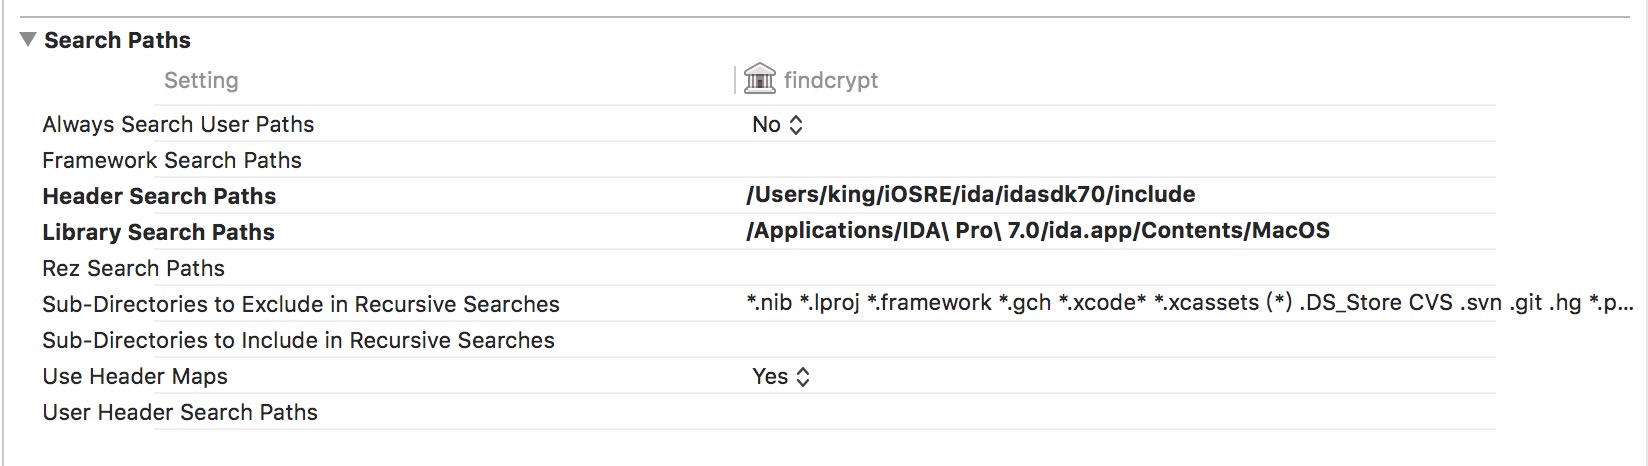 Search Paths
Setting findcrypt
Always Search User Paths No
Framework Search Paths
Header Search Paths /Users/king/iOSRE/ida/idasdk70/include
Library Search Paths /Applications/IDA\ Pro\ 7.0/ida.app/Contents/MacOS
Rez Search Paths
Sub-Directories to Exclude in Recursive Searches *.nib *.lproj *.framework *.gch *.xcode* *.xcassets (*) .DS_Store CVS .svn .git .hg *.p...
Sub-Directories to Include in Recursive Searches
Use Header Maps Yes
User Header Search Paths